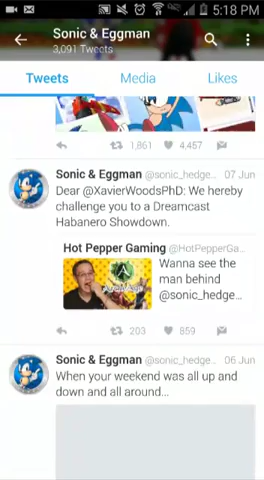 5:18 PM
Sonic & Eggman
3,091 Tweets
Tweets Media Likes
1,861 4,457
Sonic & Eggman @sonic_hedge... 07 Jun
Dear @XavierWoodsPhD: We hereby
challenge you to a Dreamcast
Habanero Showdown.
Hot Pepper Gaming @HotPepperGa...
Wanna see the
man behind
@sonic_hedge...
203 859
Sonic & Eggman @sonic_hedge... 06 Jun
When your weekend was all up and
down and all around...